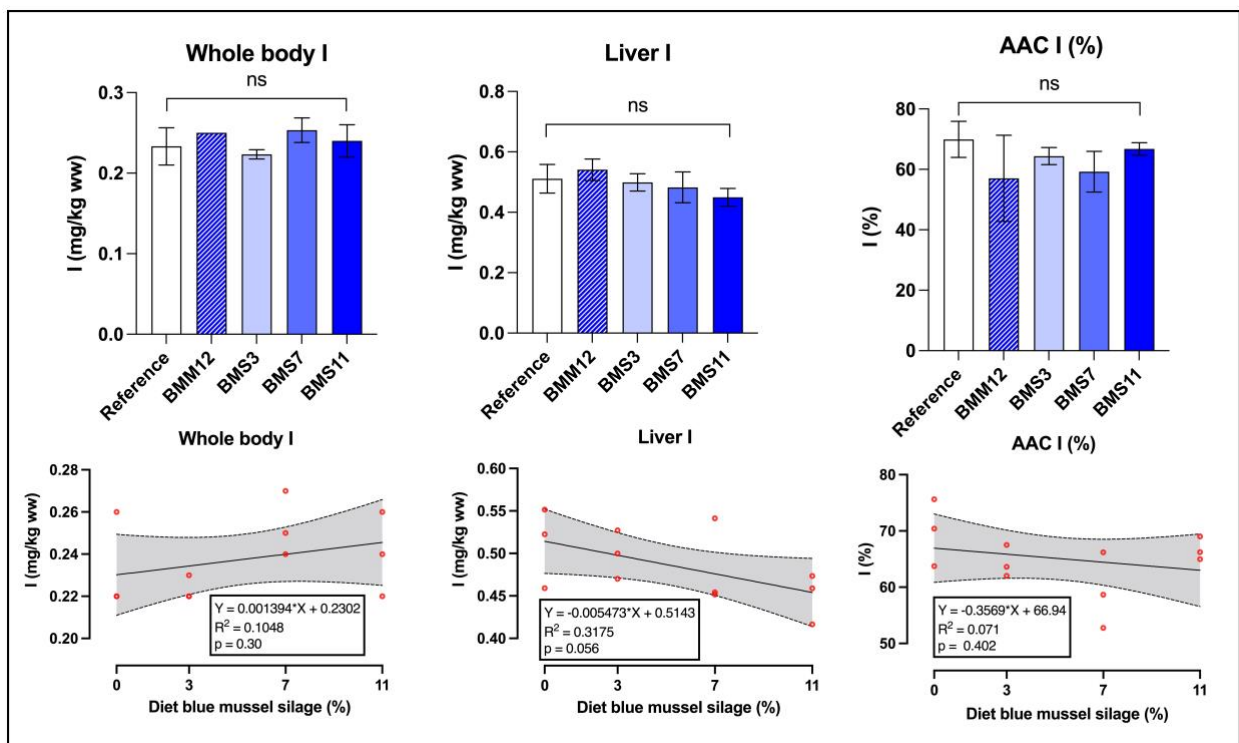 Whole body I
ns
I (mg/kg ww)
0.3
0.2
0.1
0.0
Reference
BMM12
BMS3
BMS7
BMS11
Liver I
ns
I (mg/kg ww)
0.8
0.6
0.4
0.2
0.0
Reference
BMM12
BMS3
BMS7
BMS11
AAC I (%)
ns
I (%)
80
60
40
20
0
Reference
BMM12
BMS3
BMS7
BMS11
Whole body I
I (mg/kg ww)
0.28
0.26
0.24
0.22
0.20
Y = 0.001394*X + 0.2302
R² = 0.1048
p = 0.30
0 3 7 11
Diet blue mussel silage (%)
Liver I
I (mg/kg ww)
0.60
0.55
0.50
0.45
0.40
Y = -0.005473*X + 0.5143
R² = 0.3175
p = 0.056
0 3 7 11
Diet blue mussel silage (%)
AAC I (%)
I (%)
80
70
60
50
Y = -0.3569*X + 66.94
R² = 0.071
p = 0.402
0 3 7 11
Diet blue mussel silage (%)